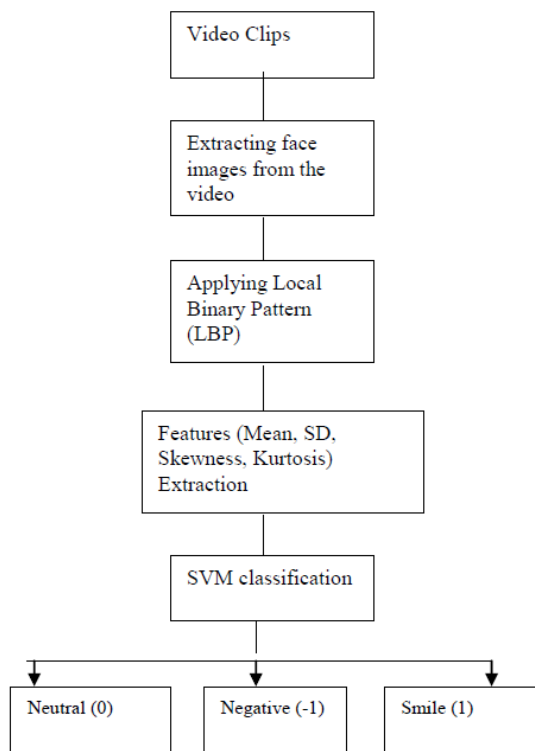 Video Clips
Extracting face
images from the
video
Applying Local
Binary Pattern
(LBP)
Features (Mean, SD,
Skewness, Kurtosis)
Extraction
SVM classification
Neutral (0)
Negative (-1)
Smile (1)